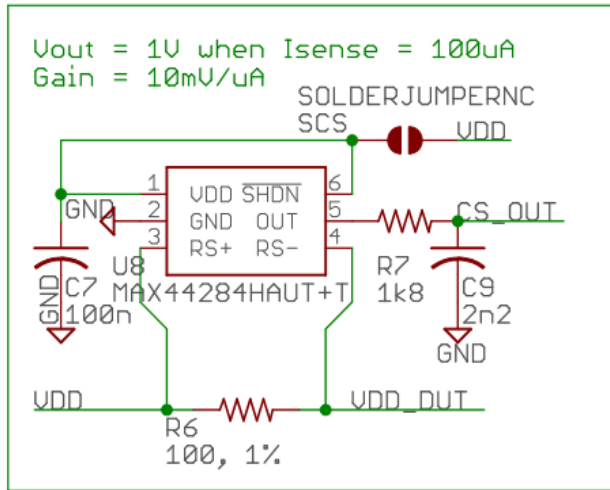 Vout = 1V when Isense = 100uA
Gain = 10mV/uA
SOLDERJUMPERNC
SCS
VDD
1
VDD
SHDN
6
GND
2
GND
OUT
5
CS_OUT
3
RS+
RS-
4
U8
MAX44284HAUT+T
R7
1k8
C9
2n2
GND
C7
100n
GND
VDD
VDD_DUT
R6
100, 1%